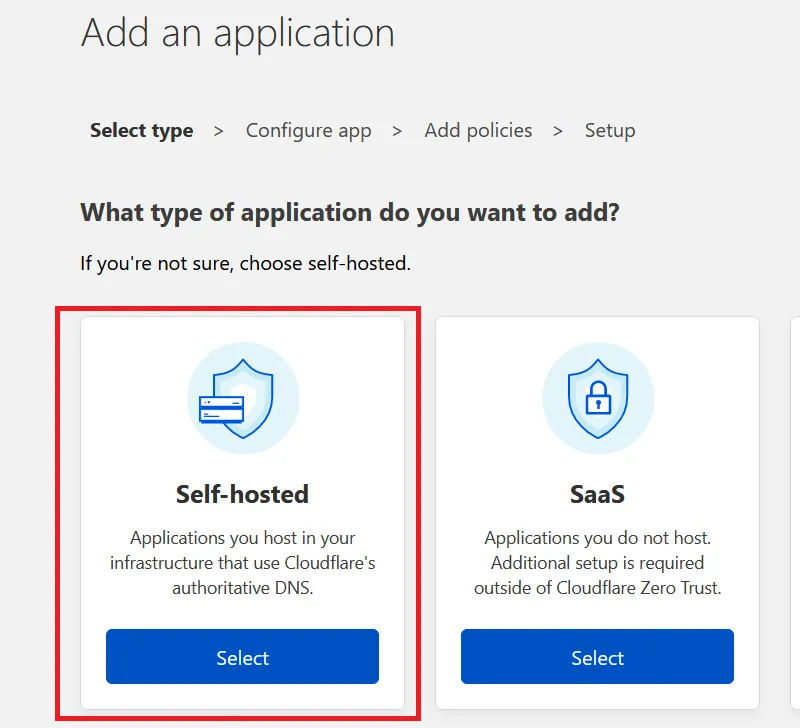 Add an application
Select type > Configure app > Add policies > Setup
What type of application do you want to add?
If you're not sure, choose self-hosted.
Self-hosted
Applications you host in your
infrastructure that use Cloudflare's
authoritative DNS.
Select
SaaS
Applications you do not host.
Additional setup is required
outside of Cloudflare Zero Trust.
Select